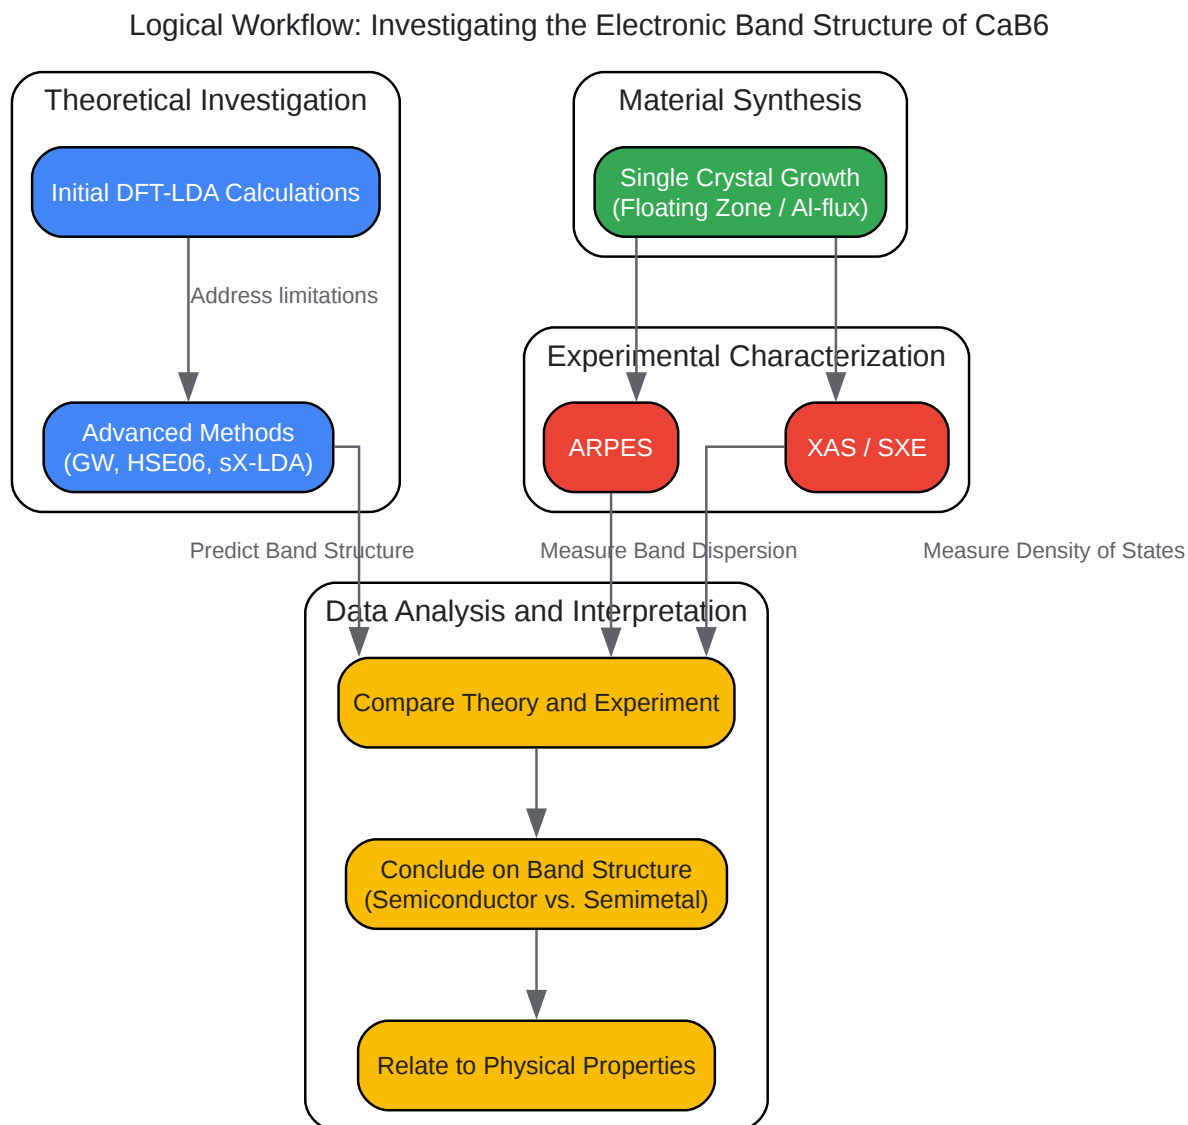 Logical Workflow: Investigating the Electronic Band Structure of CaB6
Theoretical Investigation
Initial DFT-LDA Calculations
Address limitations
Advanced Methods
(GW, HSE06, sX-LDA)
Material Synthesis
Single Crystal Growth
(Floating Zone / Al-flux)
Experimental Characterization
ARPES
XAS / SXE
Predict Band Structure
Measure Band Dispersion
Measure Density of States
Data Analysis and Interpretation
Compare Theory and Experiment
Conclude on Band Structure
(Semiconductor vs. Semimetal)
Relate to Physical Properties